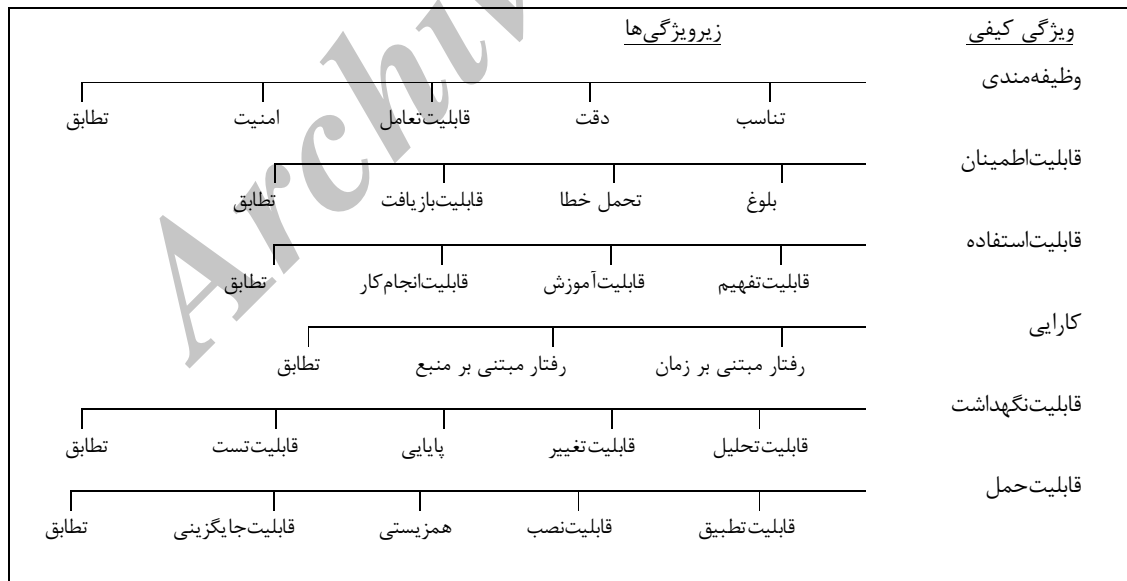 ویژگی کیفی زیرویژگی‌ها
وظیفه‌مندی
تناسب دقت قابلیت‌تعامل امنیت تطابق
قابلیت‌اطمینان
بلوغ تحمل خطا قابلیت‌بازیافت تطابق
قابلیت‌استفاده
قابلیت‌تفهیم قابلیت‌آموزش قابلیت‌انجام‌کار تطابق
کارایی
رفتار مبتنی بر زمان رفتار مبتنی بر منبع تطابق
قابلیت‌نگهداشت
قابلیت‌تحلیل قابلیت‌تغییر پایایی قابلیت‌تست تطابق
قابلیت‌حمل
قابلیت‌تطبیق قابلیت‌نصب همزیستی قابلیت‌جایگزینی تطابق